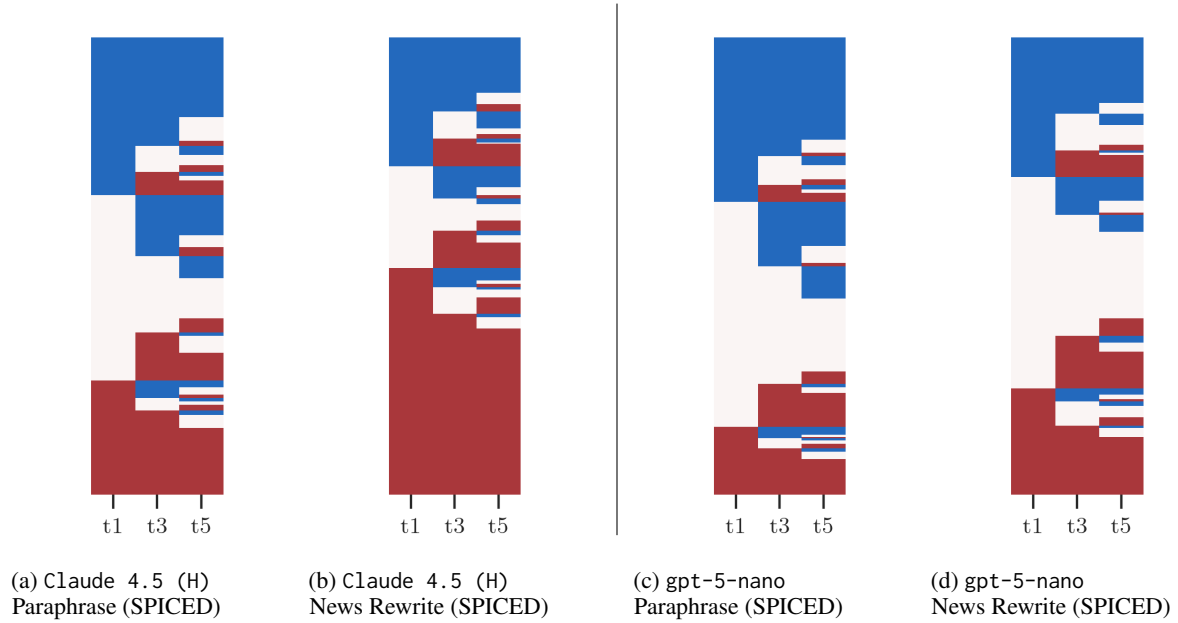 t1 t3 t5
t1 t3 t5
t1 t3 t5
t1 t3 t5
(a) Claude 4.5 (H)
Paraphrase (SPICED)
(b) Claude 4.5 (H)
News Rewrite (SPICED)
(c) gpt-5-nano
Paraphrase (SPICED)
(d) gpt-5-nano
News Rewrite (SPICED)